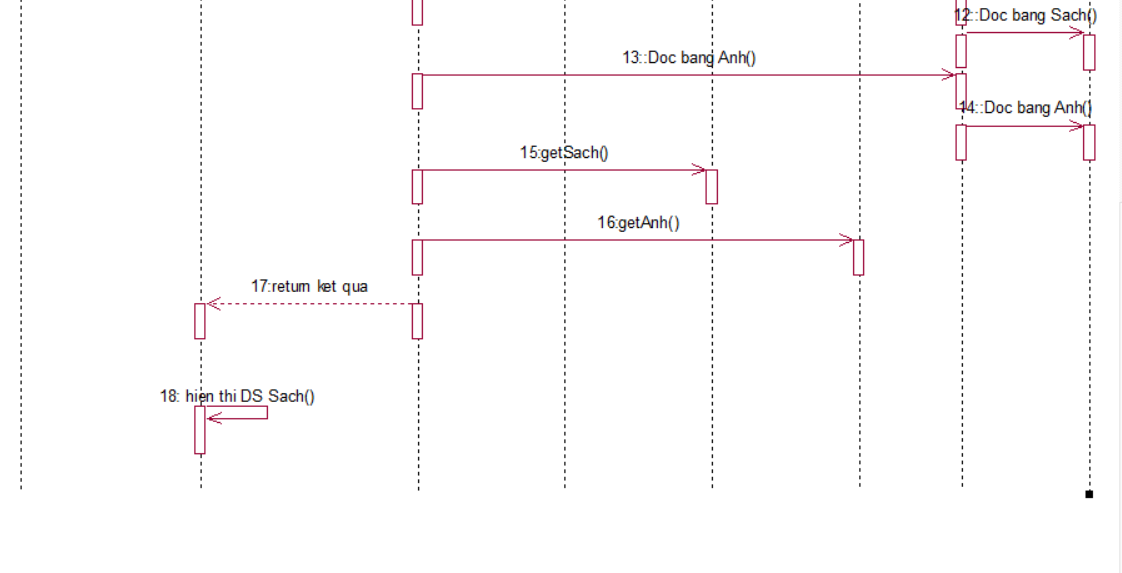 12::Doc bang Sach()
13::Doc bang Anh()
14::Doc bang Anh()
15:getSach()
16:getAnh()
17:return ket qua
18: hien thi DS Sach()